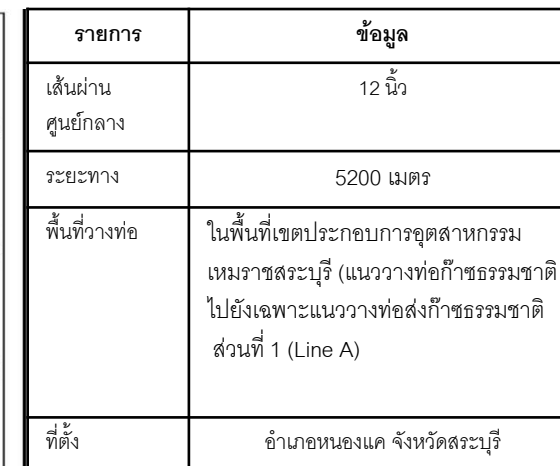 รายการ ข้อมูล
เส้นผ่าน 12 นิ้ว
ศูนย์กลาง
ระยะทาง 5200 เมตร
พื้นที่วางท่อ ในพื้นที่เขตประกอบการอุตสาหกรรม
เหมราชสระบุรี (แนววางท่อก๊าซธรรมชาติ
ไปยังเฉพาะแนววางท่อส่งก๊าซธรรมชาติ
ส่วนที่ 1 (Line A)
ที่ตั้ง อำเภอหนองแค จังหวัดสระบุรี